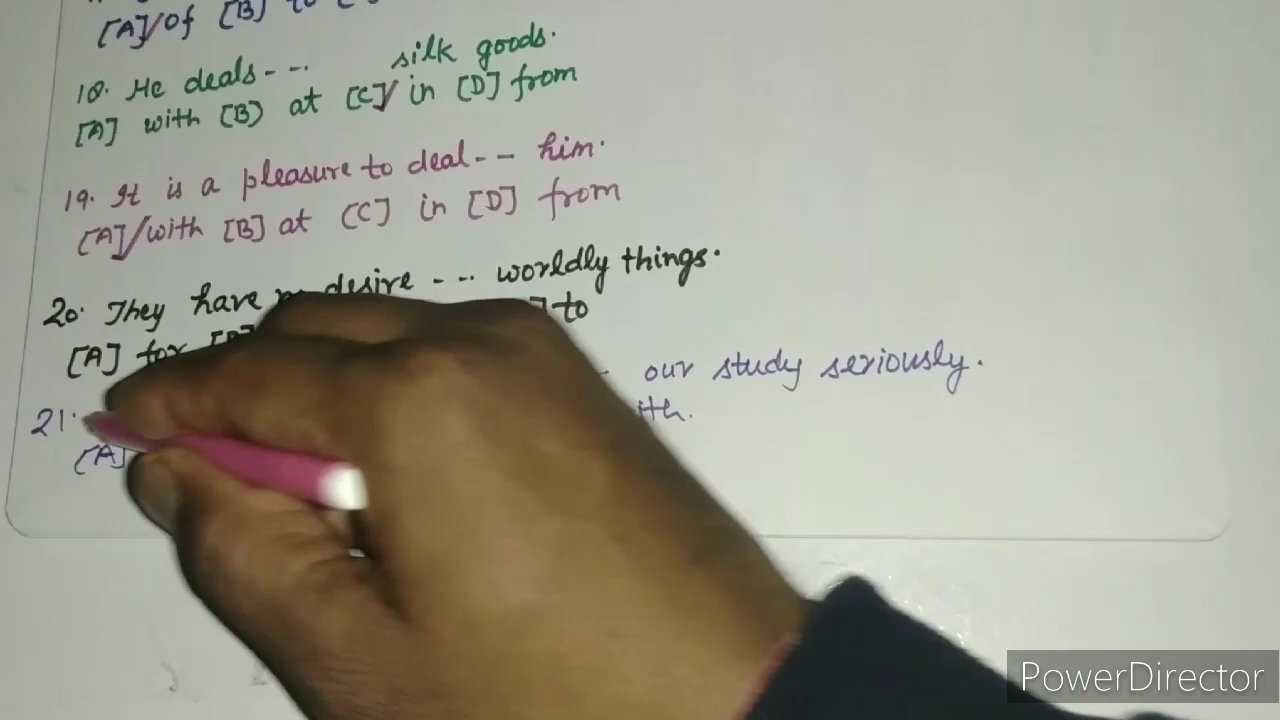 [A]/of [B] to
18. He deals- -- silk goods.
[A] with [B) at [C]/ in [D] from
19. It is a pleasure to deal-- him.
[A]/with [B] at [C] in [D] from
20. They have desire - -- worldly things.
[A] for to
21. our study seriously.
[A]
PowerDirector